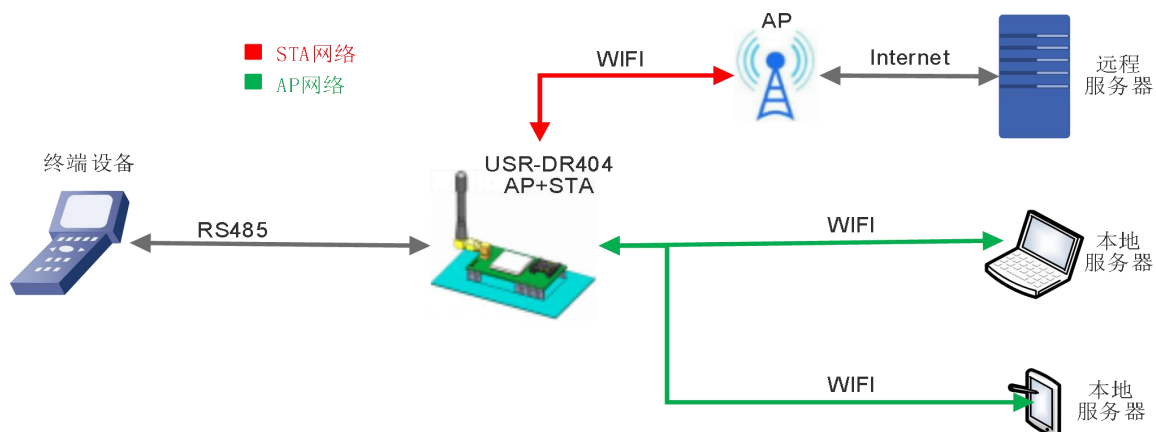 AP
STA网络
AP网络
WIFI
Internet
远程
服务器
终端设备
USR-DR404
AP+STA
RS485
WIFI
本地
服务器
WIFI
本地
服务器